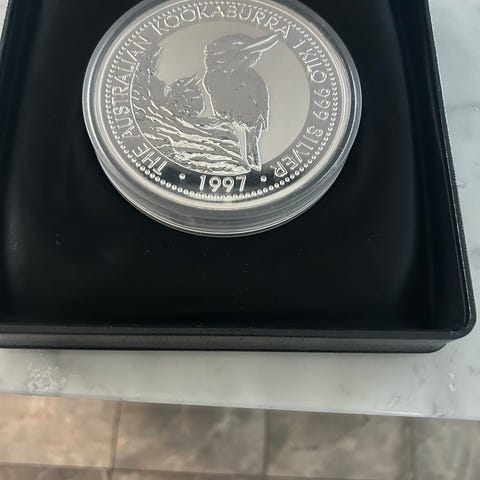 THE AUSTRALIAN KOOKABURRA 1 KILO 999 SILVER
· 1997 ·